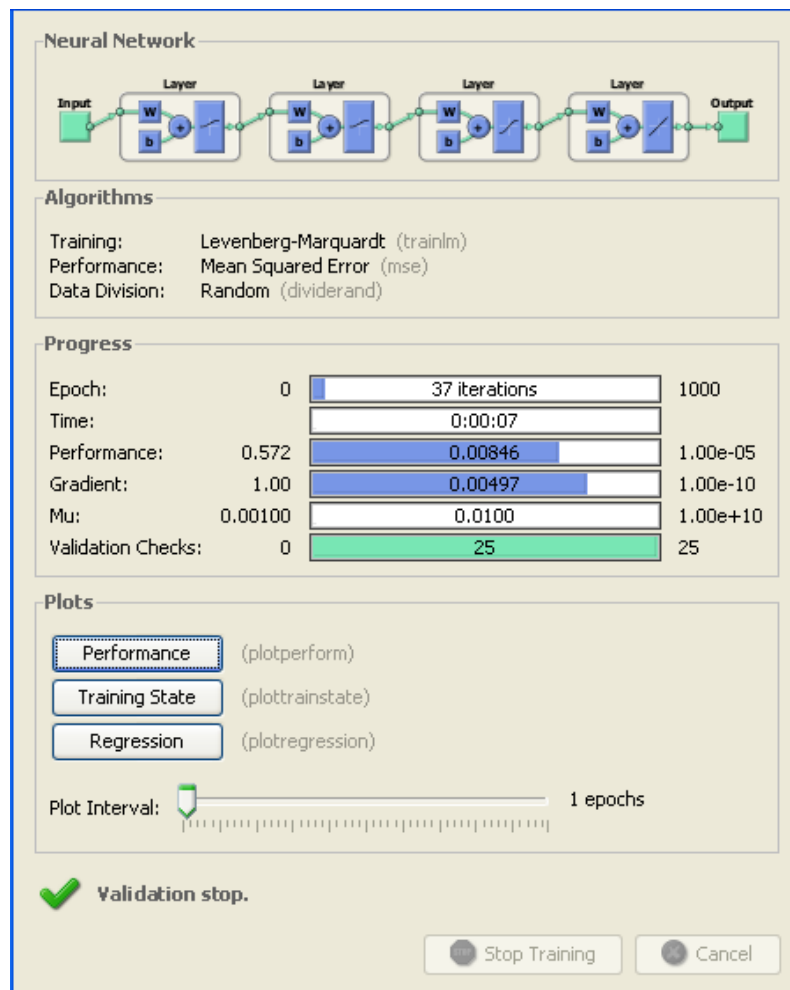 Neural Network
Layer Layer Layer Layer
Input Output
W W W W
b b b b
Algorithms
Training: Levenberg-Marquardt (trainlm)
Performance: Mean Squared Error (mse)
Data Division: Random (dividerand)
Progress
Epoch: 0 37 iterations 1000
Time: 0:00:07
Performance: 0.572 0.00846 1.00e-05
Gradient: 1.00 0.00497 1.00e-10
Mu: 0.00100 0.0100 1.00e+10
Validation Checks: 0 25 25
Plots
Performance (plotperform)
Training State (plottrainstate)
Regression (plotregression)
Plot Interval: 1 epochs
Validation stop.
Stop Training Cancel